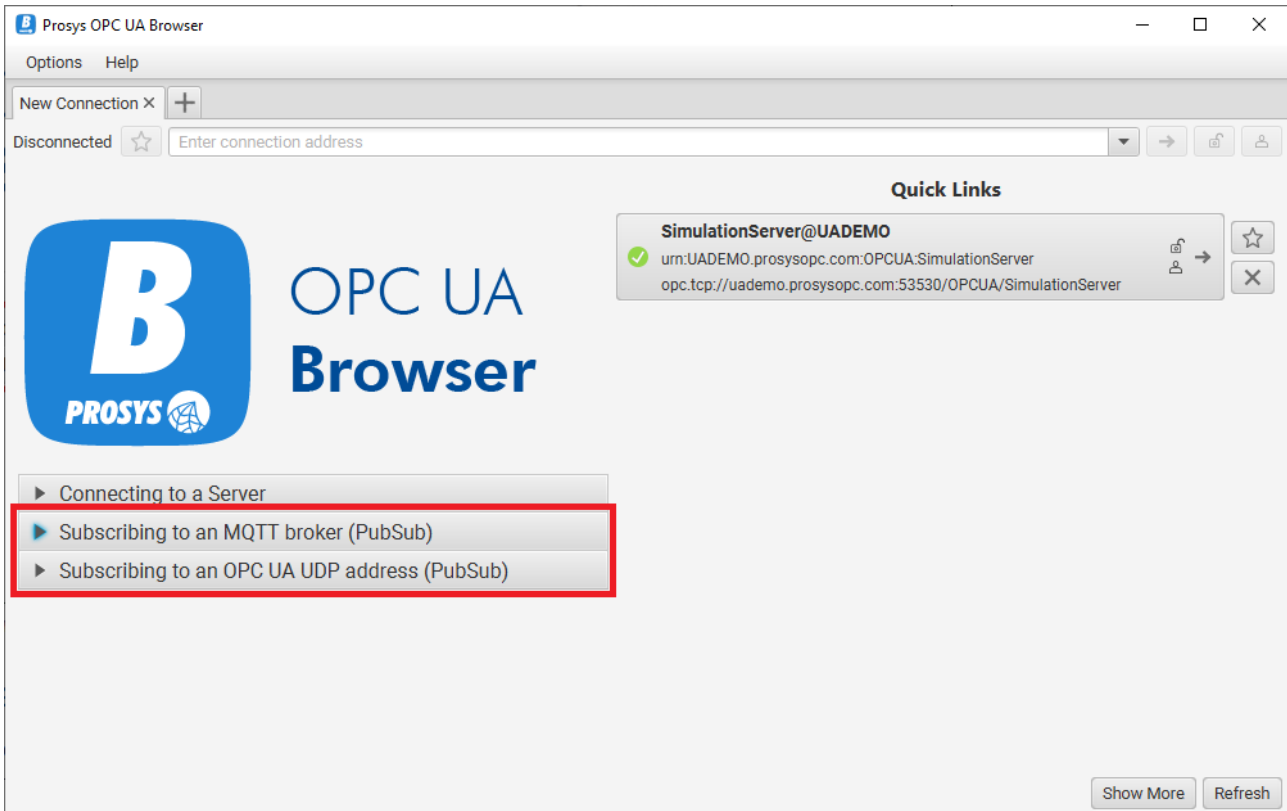 Prosys OPC UA Browser
Options Help
New Connection
Disconnected Enter connection address
Quick Links
SimulationServer@UADEMO
urn:UADEMO.prosysopc.com:OPCUA:SimulationServer
opc.tcp://uademo.prosysopc.com:53530/OPCUA/SimulationServer
B
PROSYS
OPC UA
Browser
Connecting to a Server
Subscribing to an MQTT broker (PubSub)
Subscribing to an OPC UA UDP address (PubSub)
Show More Refresh